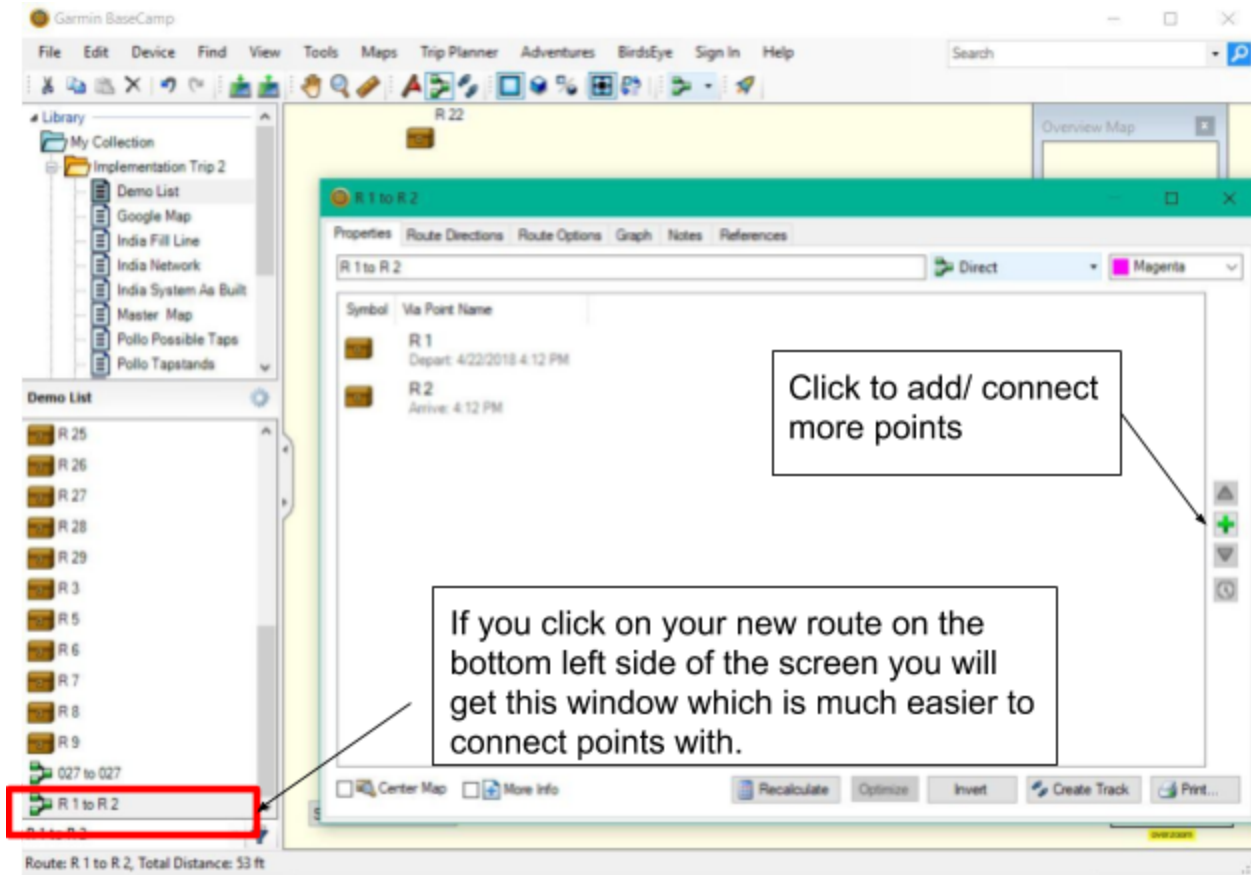 Garmin BaseCamp
File Edit Device Find View Tools Maps Trip Planner Adventures BirdsEye Sign In Help Search
Library
My Collection
Implementation Trip 2
Demo List
Google Map
India Fill Line
India Network
India System As Built
Master Map
Pollo Possible Taps
Pollo Tapstands
Demo List
R 25
R 26
R 27
R 28
R 29
R 3
R 5
R 6
R 7
R 8
R 9
027 to 027
R 1 to R 2
R 1 to R 2
Route: R 1 to R 2, Total Distance: 53 ft
R 22
Overview Map
R 1 to R 2
Properties Route Directions Route Options Graph Notes References
R 1 to R 2 Direct Magenta
Symbol Via Point Name
R 1
Depart: 4/22/2018 4:12 PM
R 2
Arrive: 4:12 PM
Click to add/ connect
more points
If you click on your new route on the
bottom left side of the screen you will
get this window which is much easier to
connect points with.
Center Map More Info Recalculate Optimize Invert Create Track Print...
overzoom